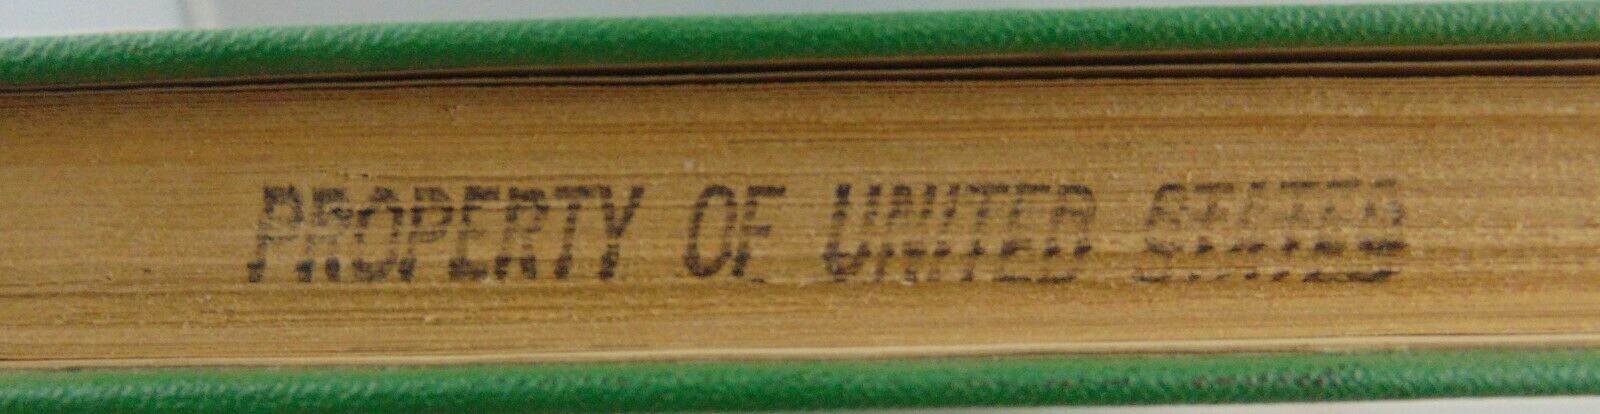 PROPERTY OF UNITED STATES